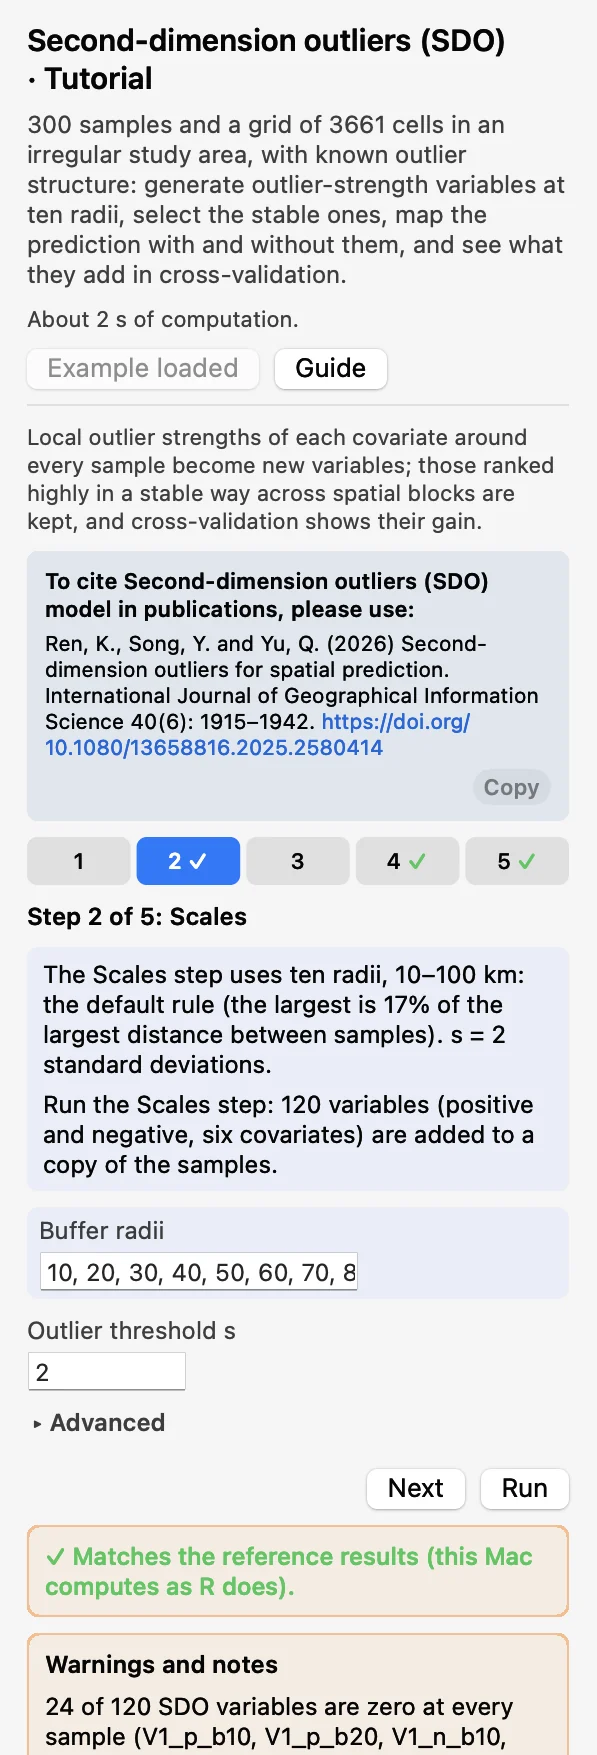 Second-dimension outliers (SDO)
· Tutorial
300 samples and a grid of 3661 cells in an
irregular study area, with known outlier
structure: generate outlier-strength variables at
ten radii, select the stable ones, map the
prediction with and without them, and see what
they add in cross-validation.
About 2 s of computation.
Example loaded
Guide
Local outlier strengths of each covariate around
every sample become new variables; those ranked
highly in a stable way across spatial blocks are
kept, and cross-validation shows their gain.
To cite Second-dimension outliers (SDO)
model in publications, please use:
Ren, K., Song, Y. and Yu, Q. (2026) Second-
dimension outliers for spatial prediction.
International Journal of Geographical Information
Science 40(6): 1915–1942. https://doi.org/
10.1080/13658816.2025.2580414
Copy
1
2 ✓
3
4 ✓
5 ✓
Step 2 of 5: Scales
The Scales step uses ten radii, 10–100 km:
the default rule (the largest is 17% of the
largest distance between samples). s = 2
standard deviations.
Run the Scales step: 120 variables (positive
and negative, six covariates) are added to a
copy of the samples.
Buffer radii
10, 20, 30, 40, 50, 60, 70, 8
Outlier threshold s
2
▸ Advanced
Next
Run
✓ Matches the reference results (this Mac
computes as R does).
Warnings and notes
24 of 120 SDO variables are zero at every
sample (V1_p_b10, V1_p_b20, V1_n_b10,